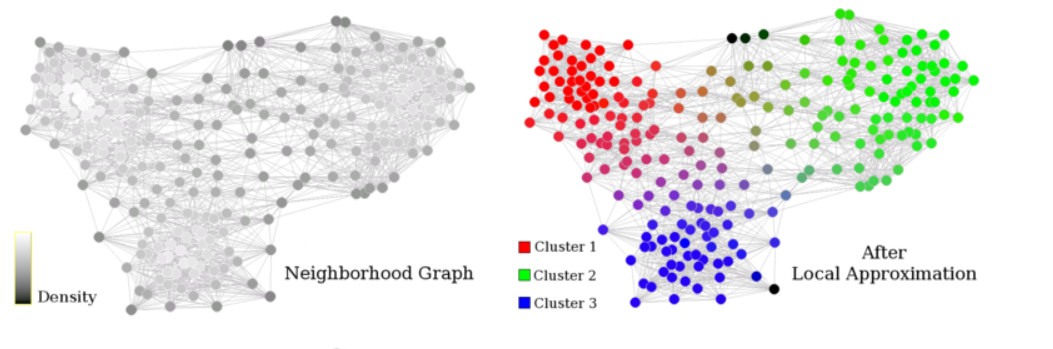 Neighborhood Graph
Density
Cluster 1
Cluster 2
Cluster 3
After
Local Approximation